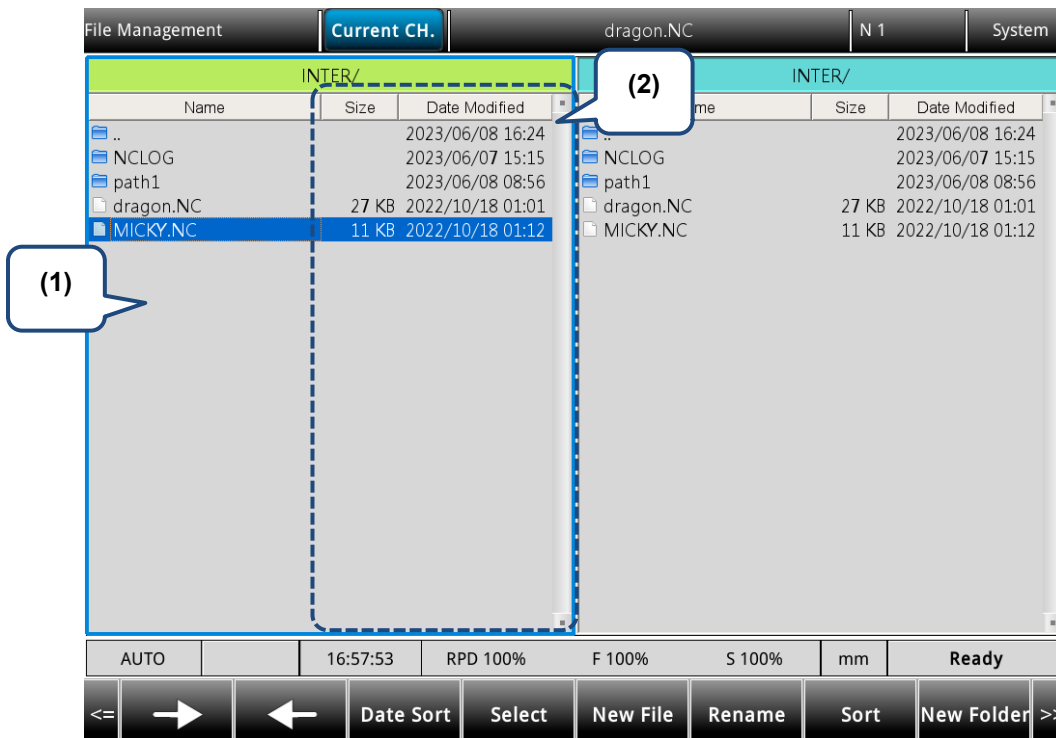 File Management Current CH. dragon.NC N 1 System
INTER/ INTER/
(2)
Name Size Date Modified me Size Date Modified
.. 2023/06/08 16:24 .. 2023/06/08 16:24
NCLOG 2023/06/07 15:15 NCLOG 2023/06/07 15:15
path1 2023/06/08 08:56 path1 2023/06/08 08:56
dragon.NC 27 KB 2022/10/18 01:01 dragon.NC 27 KB 2022/10/18 01:01
MICKY.NC 11 KB 2022/10/18 01:12 MICKY.NC 11 KB 2022/10/18 01:12
(1)
AUTO 16:57:53 RPD 100% F 100% S 100% mm Ready
<= Date Sort Select New File Rename Sort New Folder >>